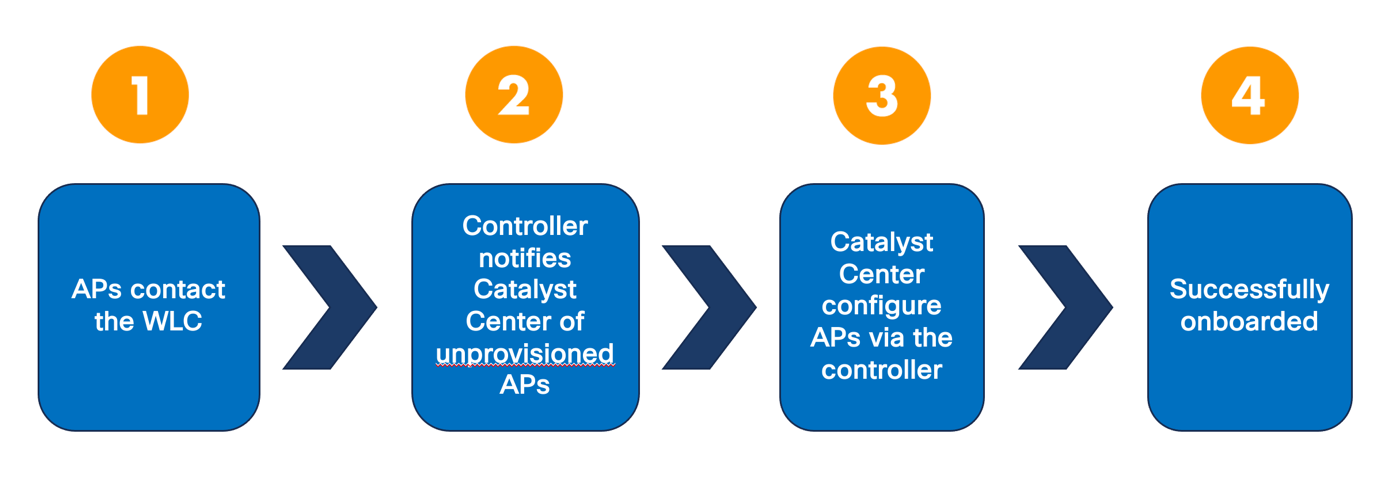 1
2
3
4
APs contact
the WLC
Controller
notifies
Catalyst
Center of
unprovisioned
APs
Catalyst
Center
configure
APs via the
controller
Successfully
onboarded